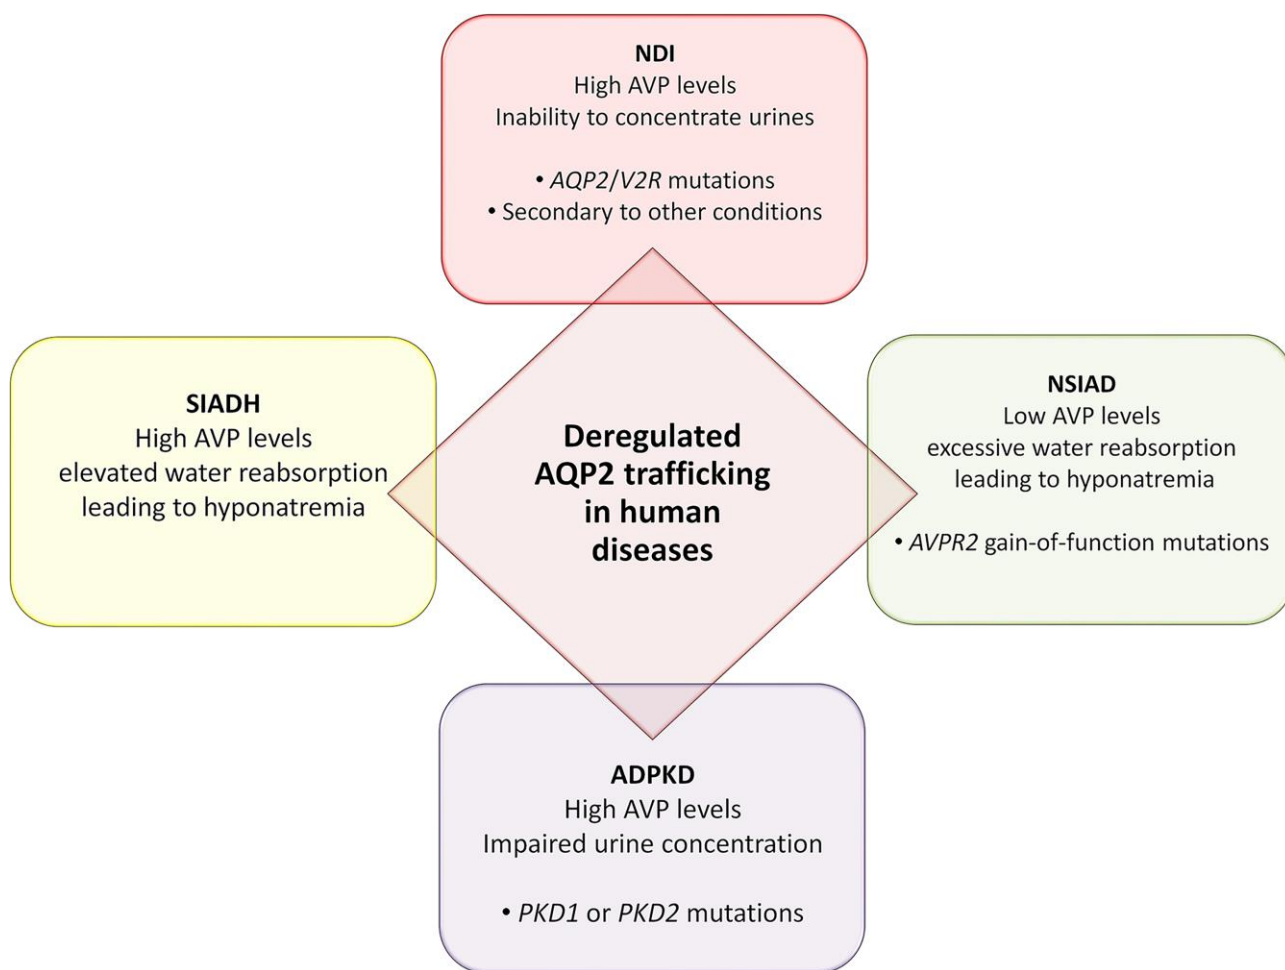 NDI
High AVP levels
Inability to concentrate urines
• AQP2/V2R mutations
• Secondary to other conditions
SIADH
High AVP levels
elevated water reabsorption
leading to hyponatremia
Deregulated
AQP2 trafficking
in human
diseases
NSIAD
Low AVP levels
excessive water reabsorption
leading to hyponatremia
• AVPR2 gain-of-function mutations
ADPKD
High AVP levels
Impaired urine concentration
• PKD1 or PKD2 mutations